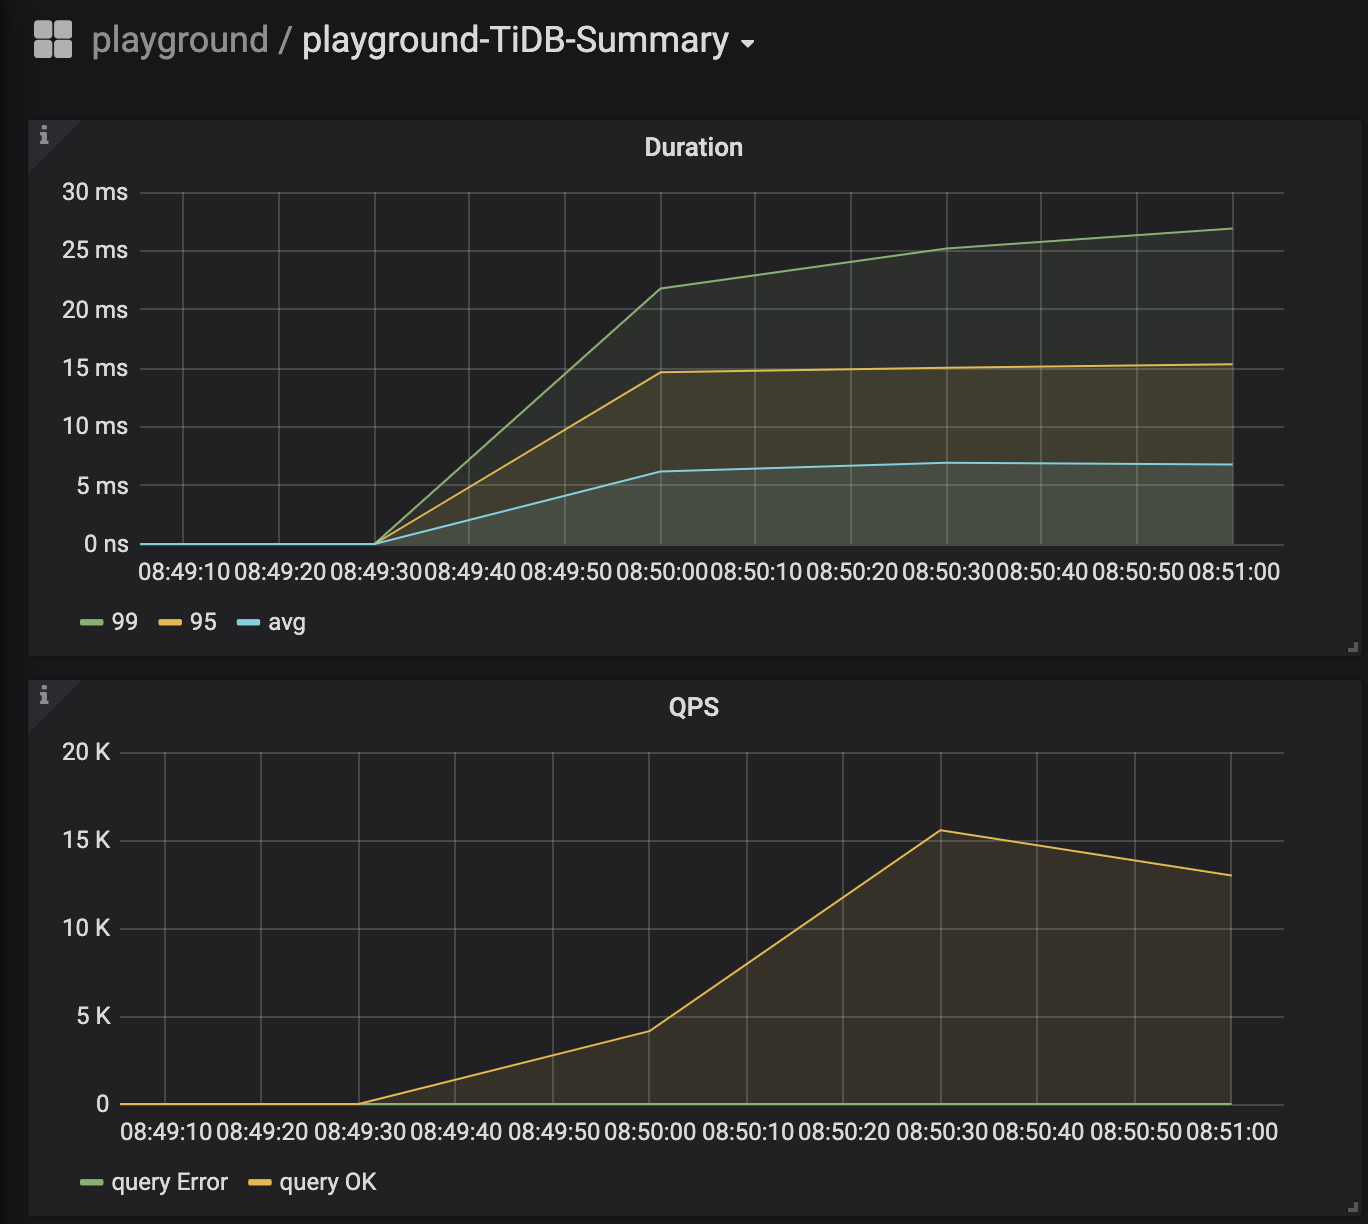 playground / playground-TiDB-Summary
i
Duration
30 ms
25 ms
20 ms
15 ms
10 ms
5 ms
0 ns
08:49:10 08:49:20 08:49:30 08:49:40 08:49:50 08:50:00 08:50:10 08:50:20 08:50:30 08:50:40 08:50:50 08:51:00
99 95 avg
i
QPS
20 K
15 K
10 K
5 K
0
08:49:10 08:49:20 08:49:30 08:49:40 08:49:50 08:50:00 08:50:10 08:50:20 08:50:30 08:50:40 08:50:50 08:51:00
query Error query OK